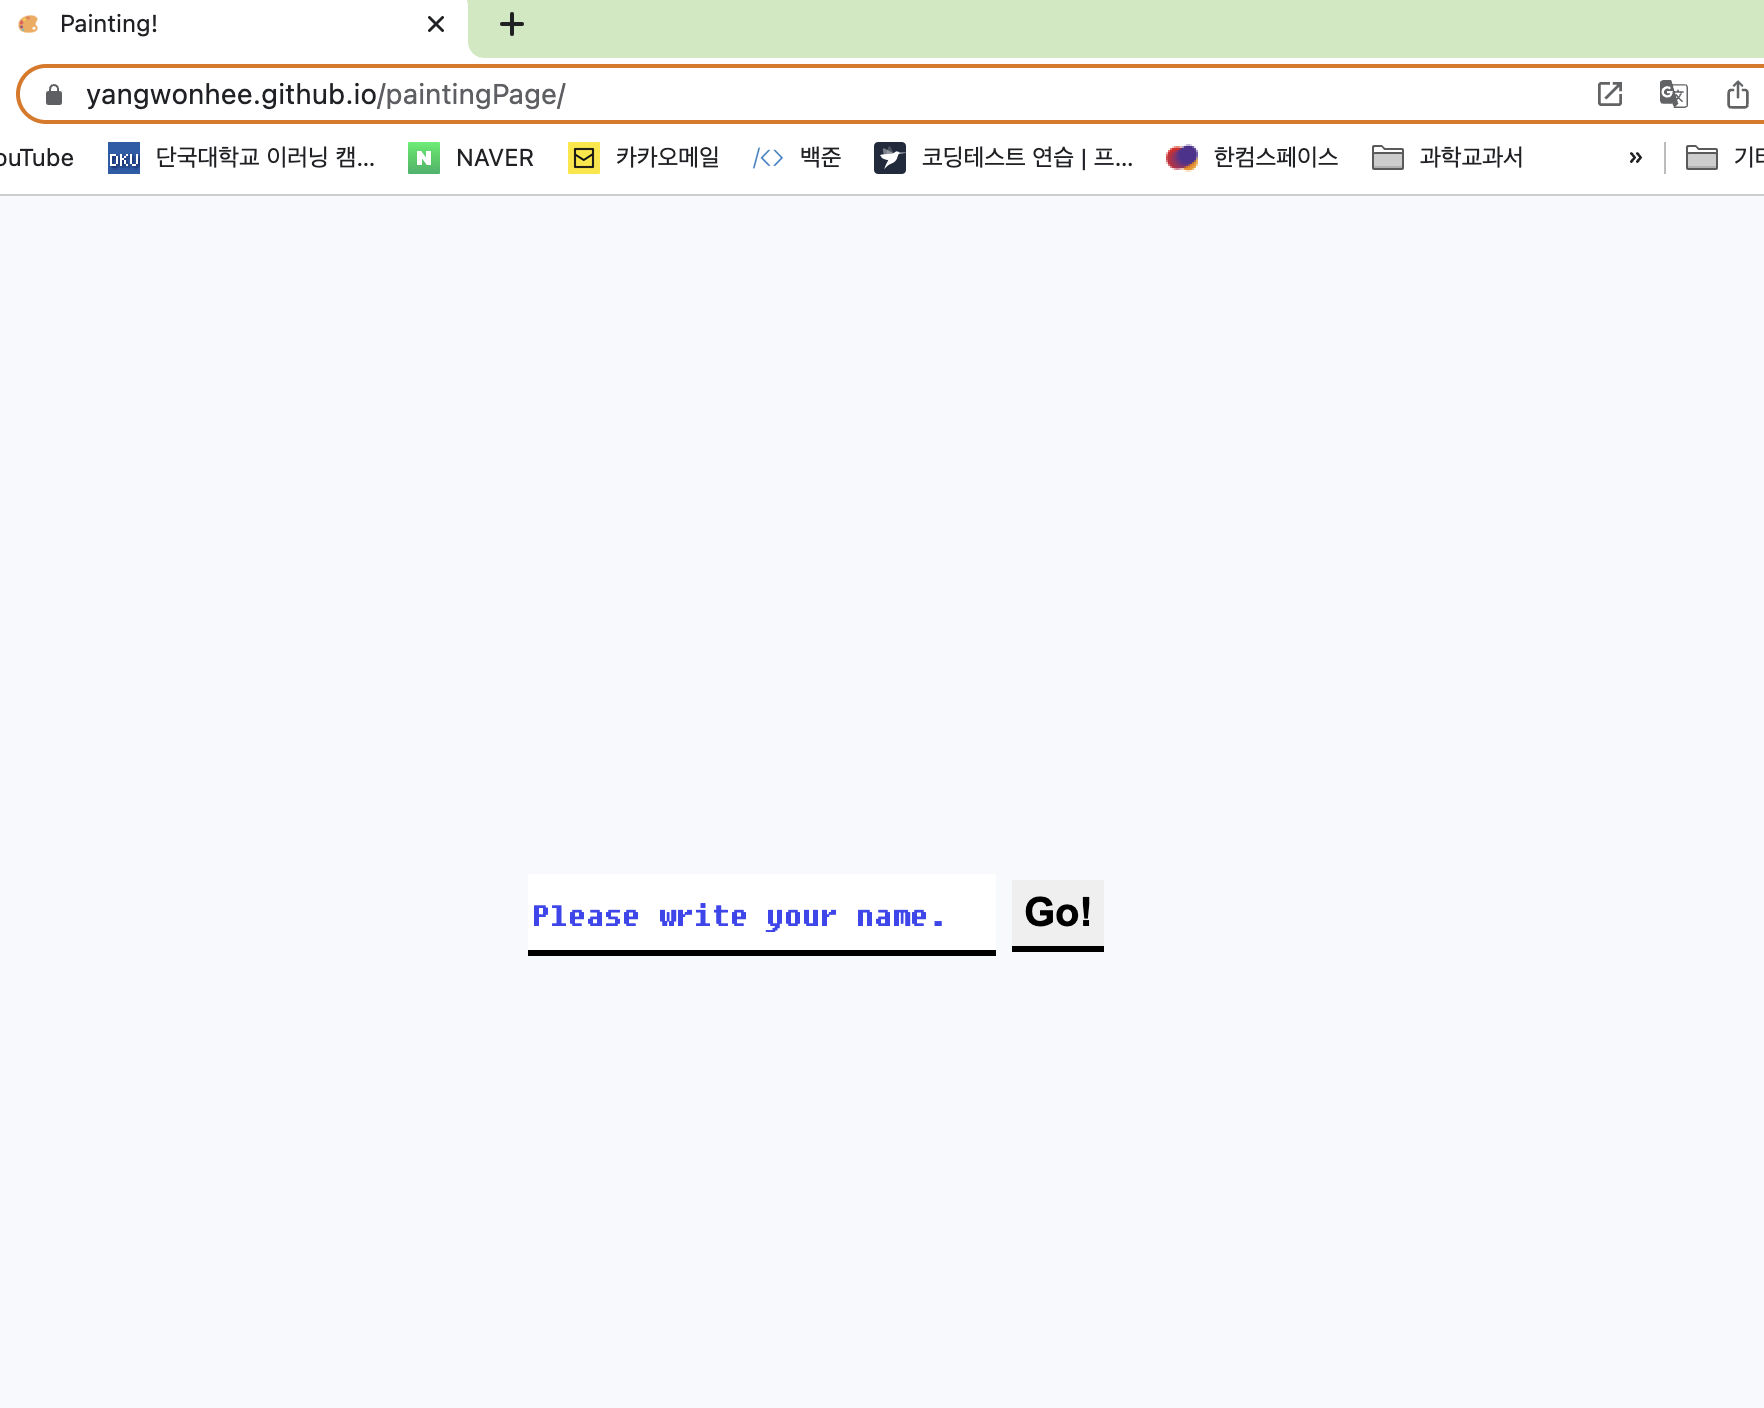 Painting!
yangwonhee.github.io/paintingPage/
ouTube DKU 단국대학교 이러닝 캠... N NAVER 카카오메일 /<> 백준 코딩테스트 연습 | 프... 한컴스페이스 과학교과서 »
Please write your name. Go!